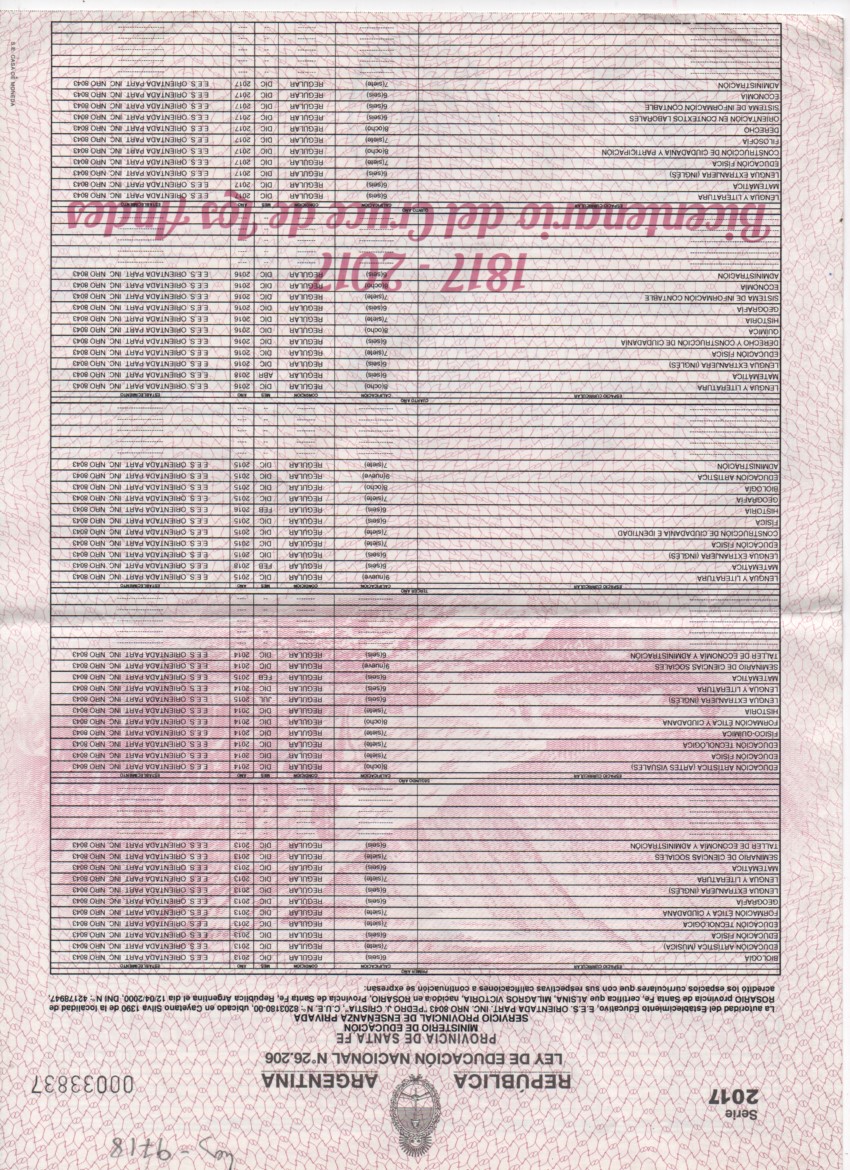 Leg - 9718
Serie
2017
00033837
REPÚBLICA ARGENTINA
LEY DE EDUCACIÓN NACIONAL N°26.206
PROVINCIA DE SANTA FE
MINISTERIO DE EDUCACIÓN
SERVICIO PROVINCIAL DE ENSEÑANZA PRIVADA
La autoridad del Establecimiento Educativo, E.E.S. ORIENTADA PART. INC. NRO 8043 "PEDRO J. CRISTIA", C.U.E. N°: 8203180-00, ubicado en Cayetano Silva 1390 de la localidad de
ROSARIO provincia de Santa Fe, certifica que ALSINA, MILAGROS VICTORIA, nacido/a en ROSARIO, Provincia de Santa Fe, República Argentina el día 12/04/2000, DNI N°: 42178947,
acreditó los espacios curriculares que con sus respectivas calificaciones a continuación se expresan:
PRIMER AÑO
ESPACIO CURRICULAR CALIFICACION CONDICION MES AÑO ESTABLECIMIENTO
BIOLOGÍA 6(seis) REGULAR DIC 2013 E.E.S. ORIENTADA PART. INC. NRO 8043
EDUCACIÓN ARTÍSTICA (MÚSICA) 7(siete) REGULAR DIC 2013 E.E.S. ORIENTADA PART. INC. NRO 8043
EDUCACIÓN FÍSICA 6(seis) REGULAR DIC 2013 E.E.S. ORIENTADA PART. INC. NRO 8043
EDUCACIÓN TECNOLÓGICA 7(siete) REGULAR DIC 2013 E.E.S. ORIENTADA PART. INC. NRO 8043
FORMACIÓN ÉTICA Y CIUDADANA 7(siete) REGULAR DIC 2013 E.E.S. ORIENTADA PART. INC. NRO 8043
GEOGRAFÍA 6(seis) REGULAR DIC 2013 E.E.S. ORIENTADA PART. INC. NRO 8043
LENGUA EXTRANJERA (INGLÉS) 6(seis) REGULAR DIC 2013 E.E.S. ORIENTADA PART. INC. NRO 8043
LENGUA Y LITERATURA 7(siete) REGULAR DIC 2013 E.E.S. ORIENTADA PART. INC. NRO 8043
MATEMÁTICA 6(seis) REGULAR DIC 2013 E.E.S. ORIENTADA PART. INC. NRO 8043
SEMINARIO DE CIENCIAS SOCIALES 7(siete) REGULAR DIC 2013 E.E.S. ORIENTADA PART. INC. NRO 8043
TALLER DE ECONOMÍA Y ADMINISTRACIÓN 6(seis) REGULAR DIC 2013 E.E.S. ORIENTADA PART. INC. NRO 8043
SEGUNDO AÑO
ESPACIO CURRICULAR CALIFICACION CONDICION MES AÑO ESTABLECIMIENTO
EDUCACIÓN ARTÍSTICA (ARTES VISUALES) 8(ocho) REGULAR DIC 2014 E.E.S. ORIENTADA PART. INC. NRO 8043
EDUCACIÓN FÍSICA 7(siete) REGULAR DIC 2014 E.E.S. ORIENTADA PART. INC. NRO 8043
EDUCACIÓN TECNOLÓGICA 7(siete) REGULAR DIC 2014 E.E.S. ORIENTADA PART. INC. NRO 8043
FÍSICO-QUÍMICA 7(siete) REGULAR DIC 2014 E.E.S. ORIENTADA PART. INC. NRO 8043
FORMACIÓN ÉTICA Y CIUDADANA 8(ocho) REGULAR DIC 2014 E.E.S. ORIENTADA PART. INC. NRO 8043
HISTORIA 7(siete) REGULAR DIC 2014 E.E.S. ORIENTADA PART. INC. NRO 8043
LENGUA EXTRANJERA (INGLÉS) 6(seis) REGULAR JUL 2015 E.E.S. ORIENTADA PART. INC. NRO 8043
LENGUA Y LITERATURA 6(seis) REGULAR DIC 2014 E.E.S. ORIENTADA PART. INC. NRO 8043
MATEMÁTICA 6(seis) REGULAR FEB 2015 E.E.S. ORIENTADA PART. INC. NRO 8043
SEMINARIO DE CIENCIAS SOCIALES 9(nueve) REGULAR DIC 2014 E.E.S. ORIENTADA PART. INC. NRO 8043
TALLER DE ECONOMÍA Y ADMINISTRACIÓN 6(seis) REGULAR DIC 2014 E.E.S. ORIENTADA PART. INC. NRO 8043
TERCER AÑO
ESPACIO CURRICULAR CALIFICACION CONDICION MES AÑO ESTABLECIMIENTO
LENGUA Y LITERATURA 9(nueve) REGULAR DIC 2015 E.E.S. ORIENTADA PART. INC. NRO 8043
MATEMÁTICA 6(seis) REGULAR FEB 2018 E.E.S. ORIENTADA PART. INC. NRO 8043
LENGUA EXTRANJERA (INGLÉS) 6(seis) REGULAR DIC 2015 E.E.S. ORIENTADA PART. INC. NRO 8043
EDUCACIÓN FÍSICA 7(siete) REGULAR DIC 2015 E.E.S. ORIENTADA PART. INC. NRO 8043
CONSTRUCCIÓN DE CIUDADANÍA E IDENTIDAD 7(siete) REGULAR DIC 2015 E.E.S. ORIENTADA PART. INC. NRO 8043
FÍSICA 6(seis) REGULAR DIC 2015 E.E.S. ORIENTADA PART. INC. NRO 8043
HISTORIA 6(seis) REGULAR FEB 2016 E.E.S. ORIENTADA PART. INC. NRO 8043
GEOGRAFÍA 7(siete) REGULAR DIC 2015 E.E.S. ORIENTADA PART. INC. NRO 8043
BIOLOGÍA 8(ocho) REGULAR DIC 2015 E.E.S. ORIENTADA PART. INC. NRO 8043
EDUCACIÓN ARTÍSTICA 9(nueve) REGULAR DIC 2015 E.E.S. ORIENTADA PART. INC. NRO 8043
ADMINISTRACIÓN 7(siete) REGULAR DIC 2015 E.E.S. ORIENTADA PART. INC. NRO 8043
CUARTO AÑO
ESPACIO CURRICULAR CALIFICACION CONDICION MES AÑO ESTABLECIMIENTO
LENGUA Y LITERATURA 8(ocho) REGULAR DIC 2016 E.E.S. ORIENTADA PART. INC. NRO 8043
MATEMÁTICA 6(seis) REGULAR ABR 2018 E.E.S. ORIENTADA PART. INC. NRO 8043
LENGUA EXTRANJERA (INGLÉS) 6(seis) REGULAR DIC 2016 E.E.S. ORIENTADA PART. INC. NRO 8043
EDUCACIÓN FÍSICA 7(siete) REGULAR DIC 2016 E.E.S. ORIENTADA PART. INC. NRO 8043
DERECHO Y CONSTRUCCIÓN DE CIUDADANÍA 6(seis) REGULAR DIC 2016 E.E.S. ORIENTADA PART. INC. NRO 8043
QUÍMICA 8(ocho) REGULAR DIC 2016 E.E.S. ORIENTADA PART. INC. NRO 8043
HISTORIA 7(siete) REGULAR DIC 2016 E.E.S. ORIENTADA PART. INC. NRO 8043
GEOGRAFÍA 6(seis) REGULAR DIC 2016 E.E.S. ORIENTADA PART. INC. NRO 8043
SISTEMA DE INFORMACIÓN CONTABLE 7(siete) REGULAR DIC 2016 E.E.S. ORIENTADA PART. INC. NRO 8043
ECONOMÍA 8(ocho) REGULAR DIC 2016 E.E.S. ORIENTADA PART. INC. NRO 8043
ADMINISTRACIÓN 6(seis) REGULAR DIC 2016 E.E.S. ORIENTADA PART. INC. NRO 8043
1817 - 2017
Bicentenario del Cruce de Los Andes
QUINTO AÑO
ESPACIO CURRICULAR CALIFICACION CONDICION MES AÑO ESTABLECIMIENTO
LENGUA Y LITERATURA 6(seis) REGULAR DIC 2017 E.E.S. ORIENTADA PART. INC. NRO 8043
MATEMÁTICA 6(seis) REGULAR DIC 2017 E.E.S. ORIENTADA PART. INC. NRO 8043
LENGUA EXTRANJERA (INGLÉS) 6(seis) REGULAR DIC 2017 E.E.S. ORIENTADA PART. INC. NRO 8043
EDUCACIÓN FÍSICA 7(siete) REGULAR DIC 2017 E.E.S. ORIENTADA PART. INC. NRO 8043
CONSTRUCCIÓN DE CIUDADANÍA Y PARTICIPACIÓN 8(ocho) REGULAR DIC 2017 E.E.S. ORIENTADA PART. INC. NRO 8043
FILOSOFÍA 7(siete) REGULAR DIC 2017 E.E.S. ORIENTADA PART. INC. NRO 8043
DERECHO 8(ocho) REGULAR DIC 2017 E.E.S. ORIENTADA PART. INC. NRO 8043
ORIENTACIÓN EN CONTEXTOS LABORALES 6(seis) REGULAR DIC 2017 E.E.S. ORIENTADA PART. INC. NRO 8043
SISTEMA DE INFORMACIÓN CONTABLE 6(seis) REGULAR DIC 2017 E.E.S. ORIENTADA PART. INC. NRO 8043
ECONOMÍA 6(seis) REGULAR DIC 2017 E.E.S. ORIENTADA PART. INC. NRO 8043
ADMINISTRACIÓN 7(siete) REGULAR DIC 2017 E.E.S. ORIENTADA PART. INC. NRO 8043
S.E. CASA DE MONEDA